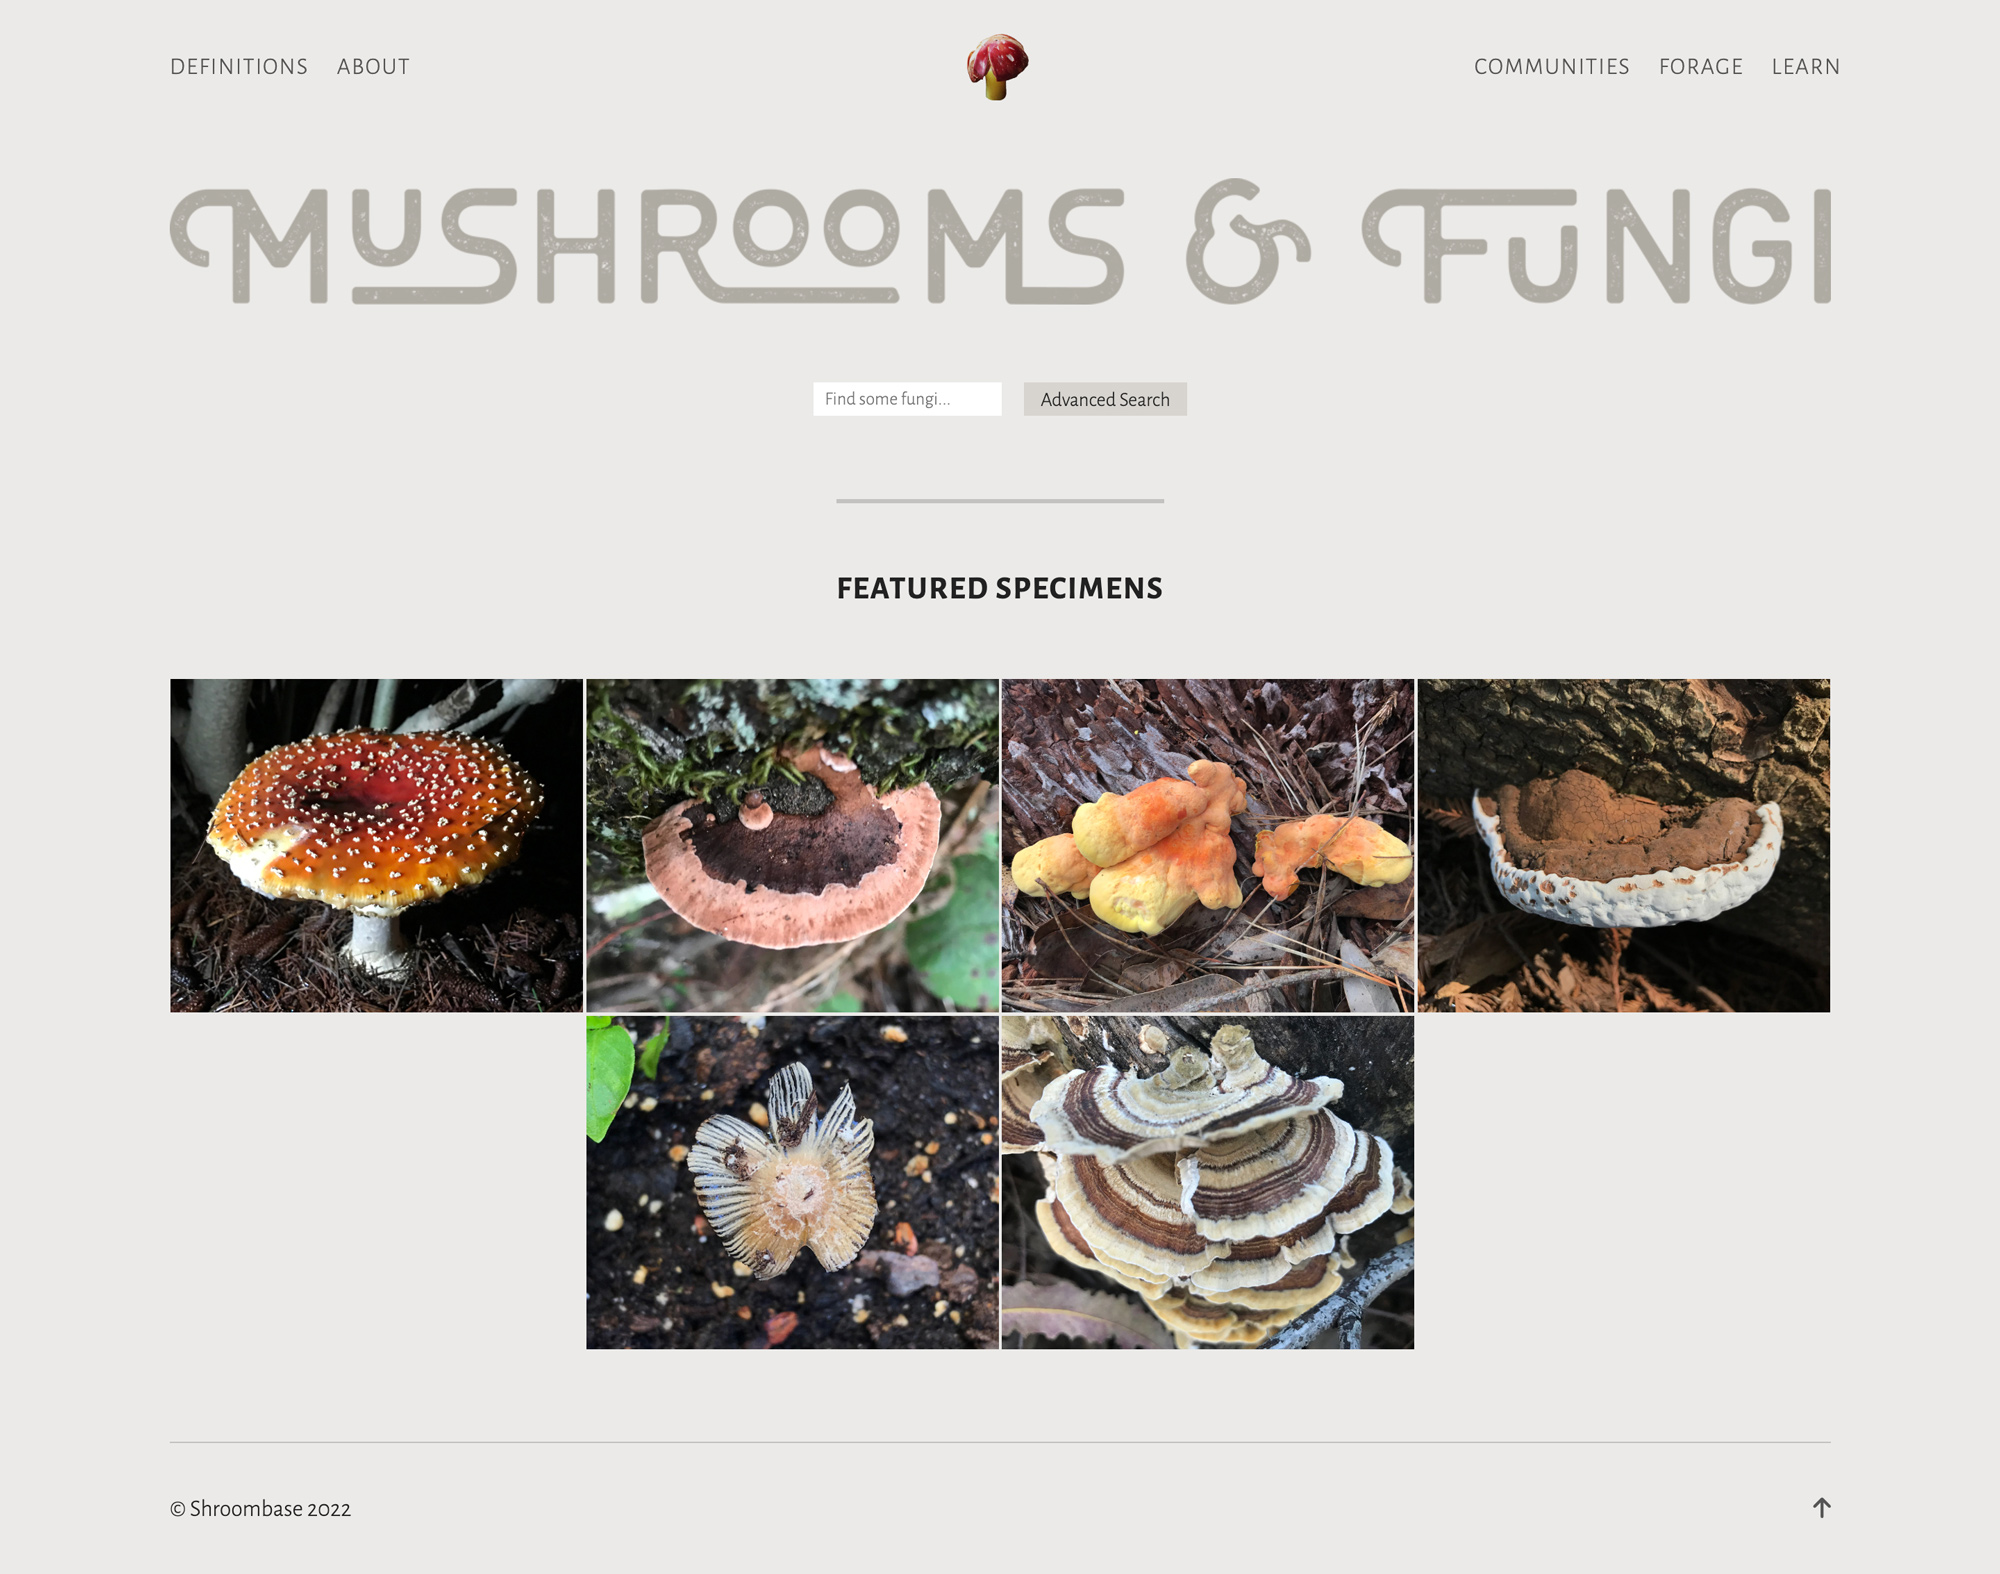 DEFINITIONS ABOUT COMMUNITIES FORAGE LEARN
MUSHROOMS & FUNGI
Find some fungi... Advanced Search
FEATURED SPECIMENS
© Shroombase 2022